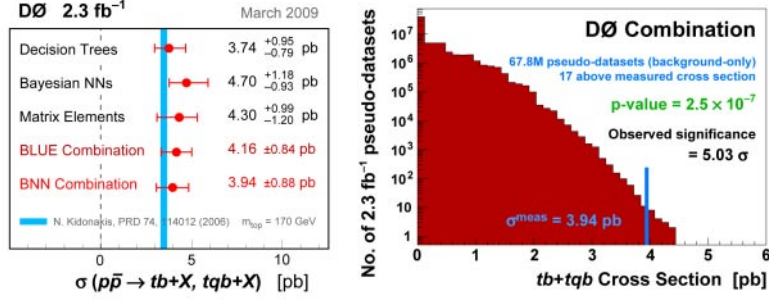 DØ 2.3 fb⁻¹ March 2009
Decision Trees 3.74 +0.95 −0.79 pb
Bayesian NNs 4.70 +1.18 −0.93 pb
Matrix Elements 4.30 +0.99 −1.20 pb
BLUE Combination 4.16 ±0.84 pb
BNN Combination 3.94 ±0.88 pb
N. Kidonakis, PRD 74, 114012 (2006) m_top = 170 GeV
0 5 10
σ (pp̄ → tb+X, tqb+X) [pb]
No. of 2.3 fb⁻¹ pseudo-datasets
DØ Combination
67.8M pseudo-datasets (background-only)
17 above measured cross section
p-value = 2.5 × 10⁻⁷
Observed significance
= 5.03 σ
σ^meas = 3.94 pb
10⁷
10⁶
10⁵
10⁴
10³
10²
10
1
0 1 2 3 4 5 6
tb+tqb Cross Section [pb]